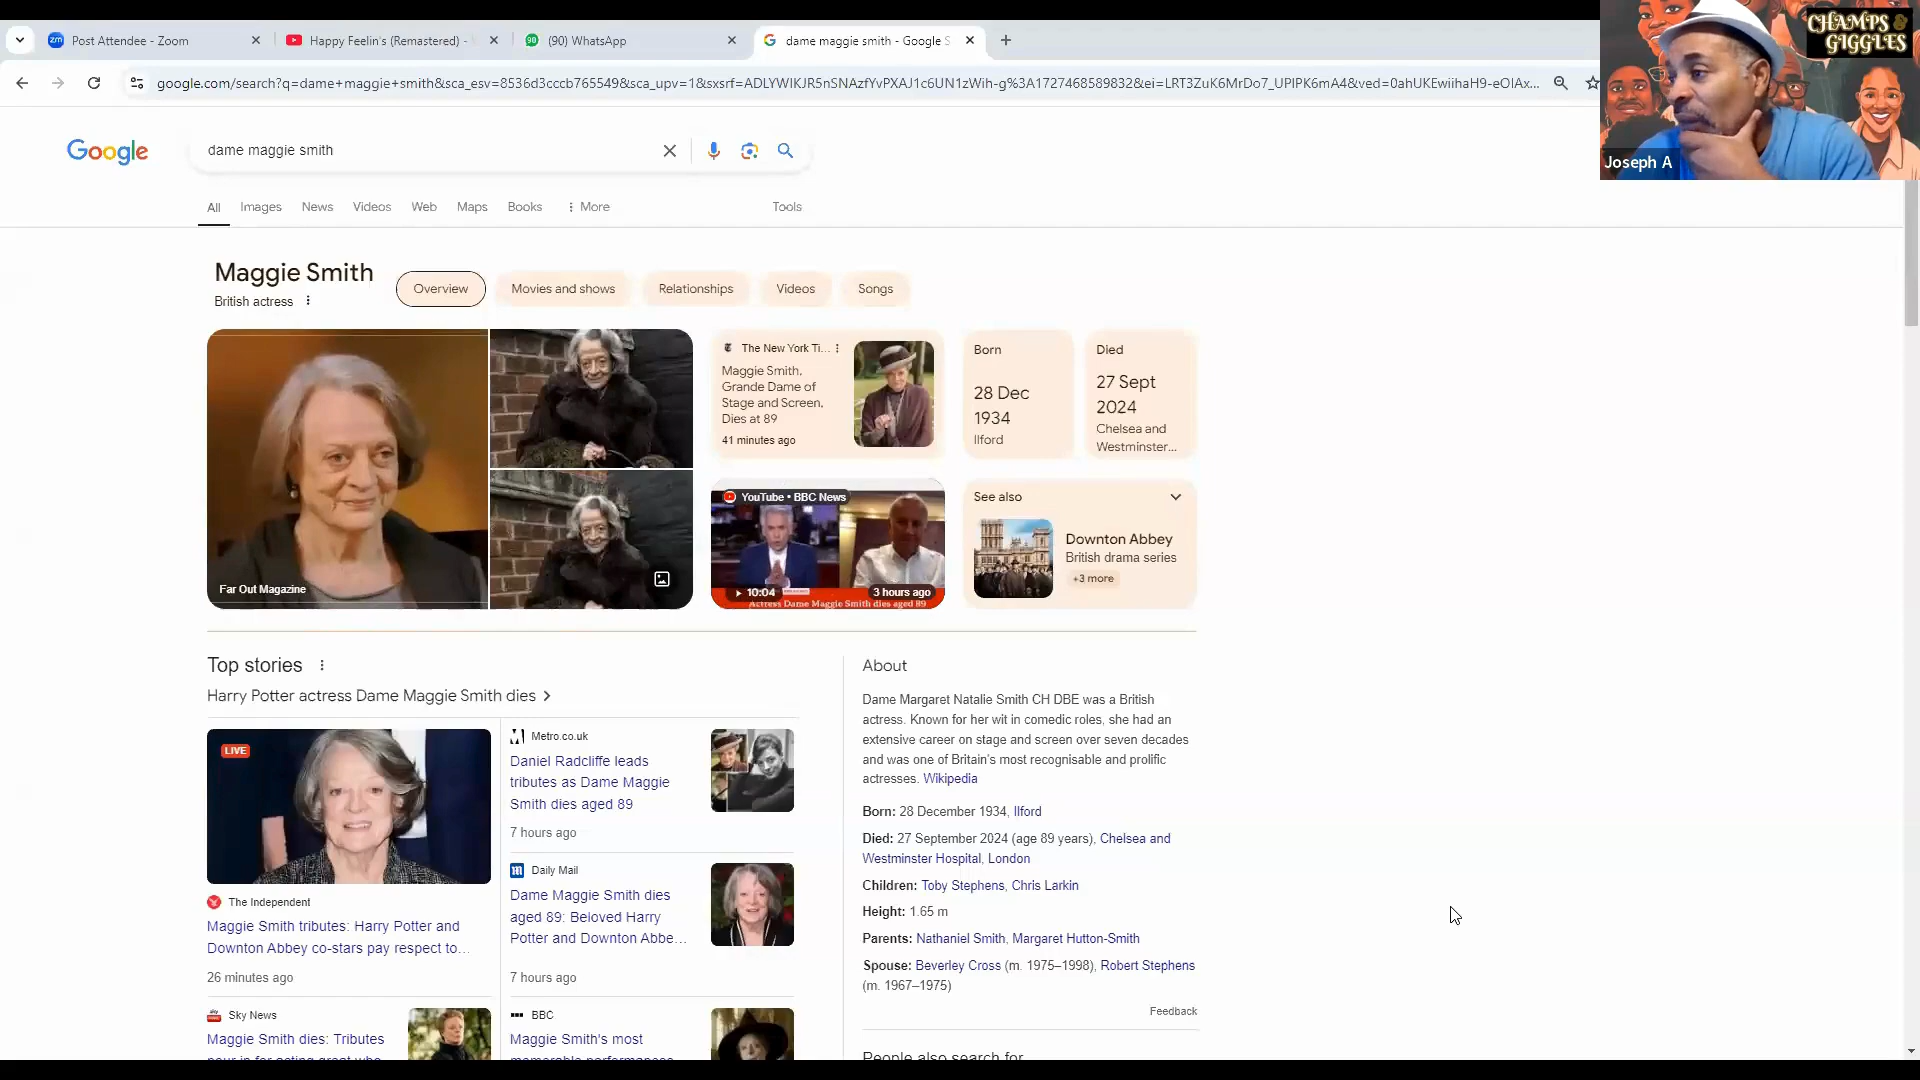 Post Attendee - Zoom
Happy Feelin's (Remastered) -
(90) WhatsApp
dame maggie smith - Google S
google.com/search?q=dame+maggie+smith&sca_esv=8536d3cccb765549&sca_upv=1&sxsrf=ADLYWIKJR5nSNAzfYvPXAJ1c6UN1zWih-g%3A1727468589832&ei=LRT3ZuK6MrDo7_UPIPK6mA4&ved=0ahUKEwiihaH9-eOIAx...
CHAMPS &
GIGGLES
Joseph A
Google
dame maggie smith
All
Images
News
Videos
Web
Maps
Books
More
Tools
Maggie Smith
British actress
Overview
Movies and shows
Relationships
Videos
Songs
Far Out Magazine
The New York Ti...
Maggie Smith,
Grande Dame of
Stage and Screen,
Dies at 89
41 minutes ago
Born
28 Dec
1934
Ilford
Died
27 Sept
2024
Chelsea and
Westminster...
YouTube • BBC News
10:04
3 hours ago
Actress Dame Maggie Smith dies aged 89
See also
Downton Abbey
British drama series
+3 more
Top stories
Harry Potter actress Dame Maggie Smith dies
LIVE
The Independent
Maggie Smith tributes: Harry Potter and
Downton Abbey co-stars pay respect to...
26 minutes ago
Metro.co.uk
Daniel Radcliffe leads
tributes as Dame Maggie
Smith dies aged 89
7 hours ago
Daily Mail
Dame Maggie Smith dies
aged 89: Beloved Harry
Potter and Downton Abbe...
7 hours ago
Sky News
Maggie Smith dies: Tributes
pour in for acting great who
BBC
Maggie Smith's most
memorable performances
About
Dame Margaret Natalie Smith CH DBE was a British
actress. Known for her wit in comedic roles, she had an
extensive career on stage and screen over seven decades
and was one of Britain's most recognisable and prolific
actresses. Wikipedia
Born: 28 December 1934, Ilford
Died: 27 September 2024 (age 89 years), Chelsea and
Westminster Hospital, London
Children: Toby Stephens, Chris Larkin
Height: 1.65 m
Parents: Nathaniel Smith, Margaret Hutton-Smith
Spouse: Beverley Cross (m. 1975–1998), Robert Stephens
(m. 1967–1975)
Feedback
People also search for